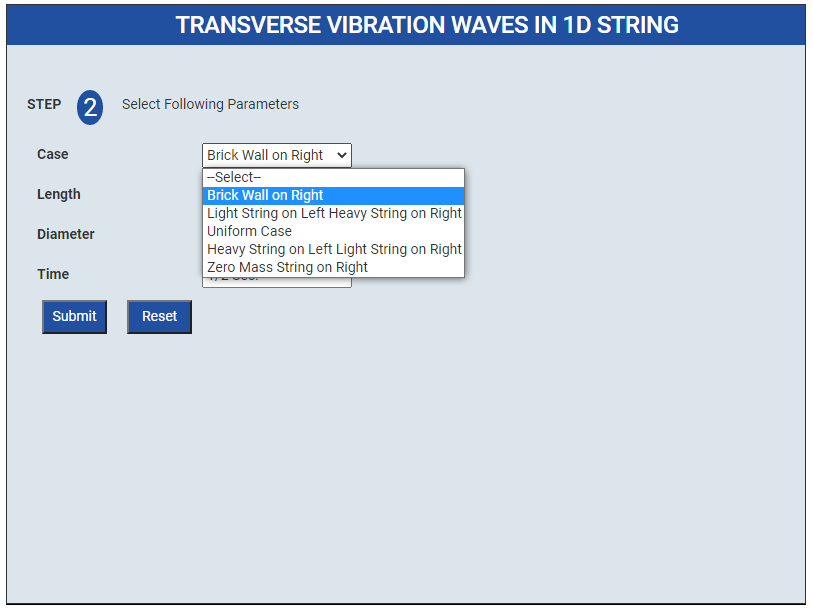 TRANSVERSE VIBRATION WAVES IN 1D STRING
STEP 2 Select Following Parameters
Case Brick Wall on Right
--Select--
Length Brick Wall on Right
Light String on Left Heavy String on Right
Diameter Uniform Case
Heavy String on Left Light String on Right
Time Zero Mass String on Right
Submit Reset